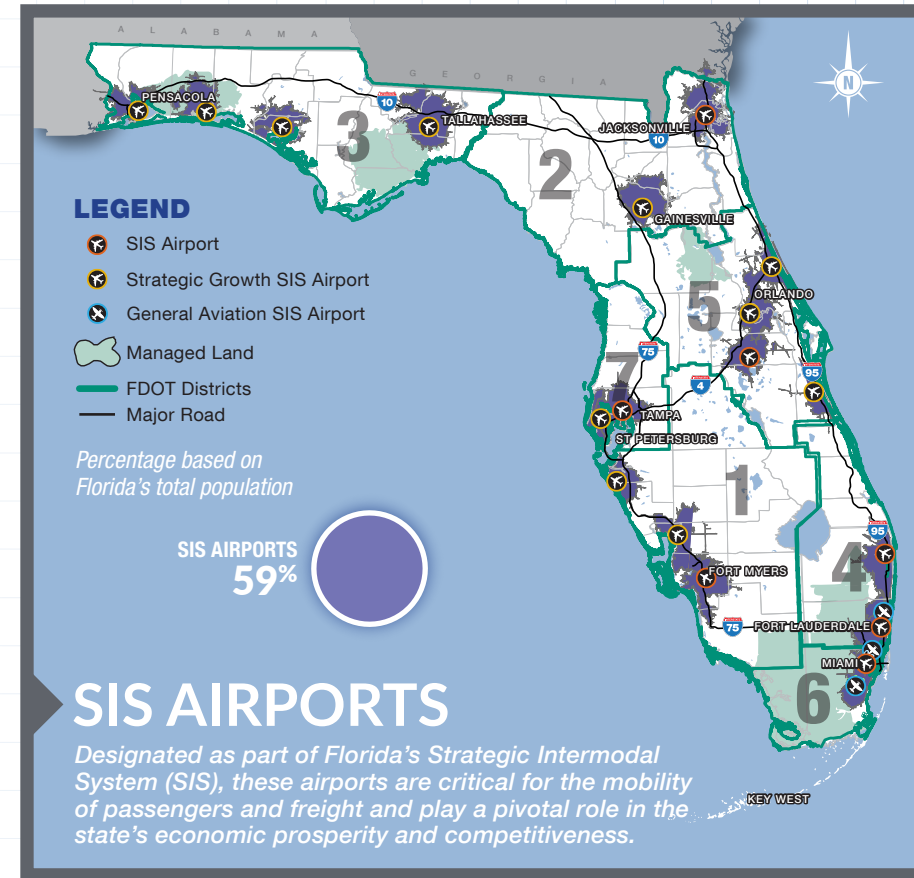 ALABAMA
GEORGIA
N
PENSACOLA
10
TALLAHASSEE
JACKSONVILLE
10
3
2
GAINESVILLE
LEGEND
SIS Airport
Strategic Growth SIS Airport
General Aviation SIS Airport
Managed Land
FDOT Districts
Major Road
ORLANDO
5
75
7
4
95
TAMPA
ST PETERSBURG
Percentage based on
Florida's total population
1
SIS AIRPORTS
59%
95
4
FORT MYERS
75
FORT LAUDERDALE
MIAMI
6
SIS AIRPORTS
Designated as part of Florida's Strategic Intermodal
System (SIS), these airports are critical for the mobility
of passengers and freight and play a pivotal role in the
state's economic prosperity and competitiveness.
KEY WEST